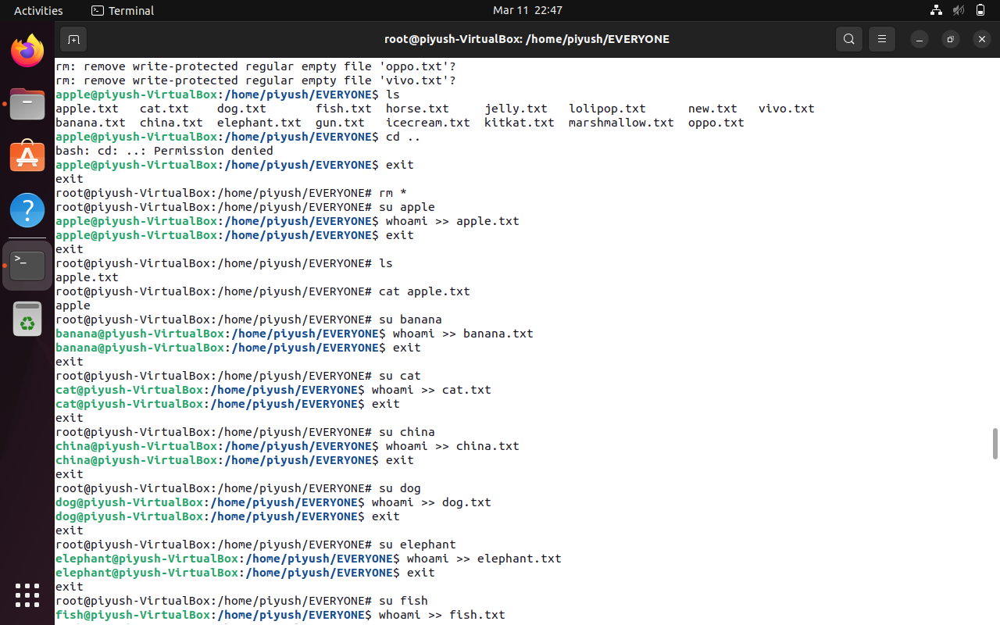 Activities Terminal Mar 11 22:47
root@piyush-VirtualBox: /home/piyush/EVERYONE
rm: remove write-protected regular empty file 'oppo.txt'?
rm: remove write-protected regular empty file 'vivo.txt'?
apple@piyush-VirtualBox:/home/piyush/EVERYONE$ ls
apple.txt   cat.txt    dog.txt       fish.txt  horse.txt     jelly.txt   lolipop.txt      new.txt   vivo.txt
banana.txt  china.txt  elephant.txt  gun.txt   icecream.txt  kitkat.txt  marshmallow.txt  oppo.txt
apple@piyush-VirtualBox:/home/piyush/EVERYONE$ cd ..
bash: cd: ..: Permission denied
apple@piyush-VirtualBox:/home/piyush/EVERYONE$ exit
exit
root@piyush-VirtualBox:/home/piyush/EVERYONE# rm *
root@piyush-VirtualBox:/home/piyush/EVERYONE# su apple
apple@piyush-VirtualBox:/home/piyush/EVERYONE$ whoami >> apple.txt
apple@piyush-VirtualBox:/home/piyush/EVERYONE$ exit
exit
root@piyush-VirtualBox:/home/piyush/EVERYONE# ls
apple.txt
root@piyush-VirtualBox:/home/piyush/EVERYONE# cat apple.txt
apple
root@piyush-VirtualBox:/home/piyush/EVERYONE# su banana
banana@piyush-VirtualBox:/home/piyush/EVERYONE$ whoami >> banana.txt
banana@piyush-VirtualBox:/home/piyush/EVERYONE$ exit
exit
root@piyush-VirtualBox:/home/piyush/EVERYONE# su cat
cat@piyush-VirtualBox:/home/piyush/EVERYONE$ whoami >> cat.txt
cat@piyush-VirtualBox:/home/piyush/EVERYONE$ exit
exit
root@piyush-VirtualBox:/home/piyush/EVERYONE# su china
china@piyush-VirtualBox:/home/piyush/EVERYONE$ whoami >> china.txt
china@piyush-VirtualBox:/home/piyush/EVERYONE$ exit
exit
root@piyush-VirtualBox:/home/piyush/EVERYONE# su dog
dog@piyush-VirtualBox:/home/piyush/EVERYONE$ whoami >> dog.txt
dog@piyush-VirtualBox:/home/piyush/EVERYONE$ exit
exit
root@piyush-VirtualBox:/home/piyush/EVERYONE# su elephant
elephant@piyush-VirtualBox:/home/piyush/EVERYONE$ whoami >> elephant.txt
elephant@piyush-VirtualBox:/home/piyush/EVERYONE$ exit
exit
root@piyush-VirtualBox:/home/piyush/EVERYONE# su fish
fish@piyush-VirtualBox:/home/piyush/EVERYONE$ whoami >> fish.txt